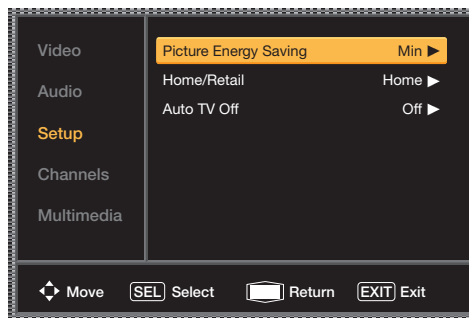 Video
Audio
Setup
Channels
Multimedia
Picture Energy Saving Min ▶
Home/Retail Home ▶
Auto TV Off Off ▶
Move SEL Select Return EXIT Exit